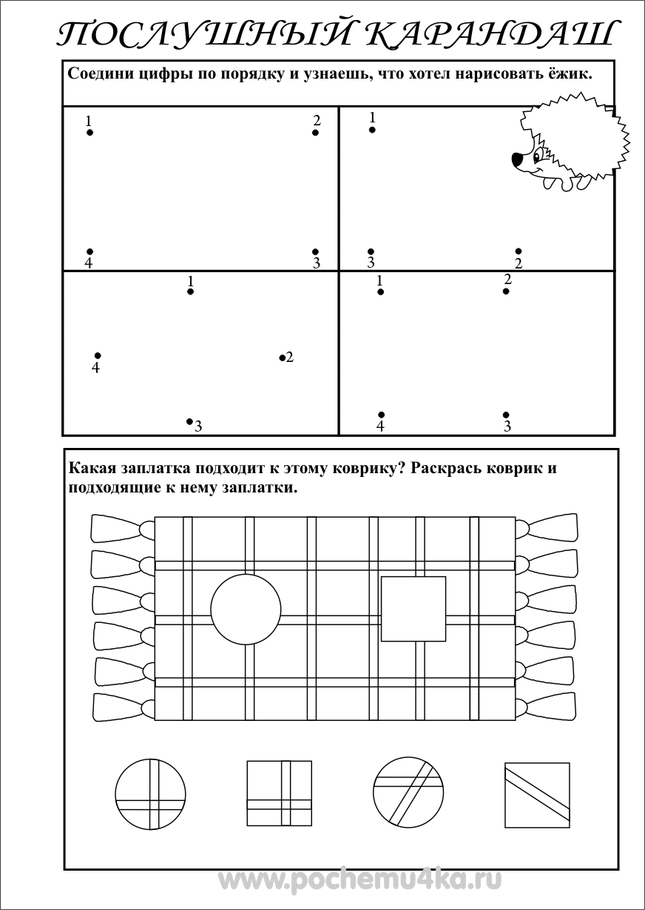 ПОСЛУШНЫЙ КАРАНДАШ
Соедини цифры по порядку и узнаешь, что хотел нарисовать ёжик.
1 2
4 3
1
3 2
1
2
4
3
1 2
4 3
Какая заплатка подходит к этому коврику? Раскрась коврик и
подходящие к нему заплатки.
www.pochemu4ka.ru